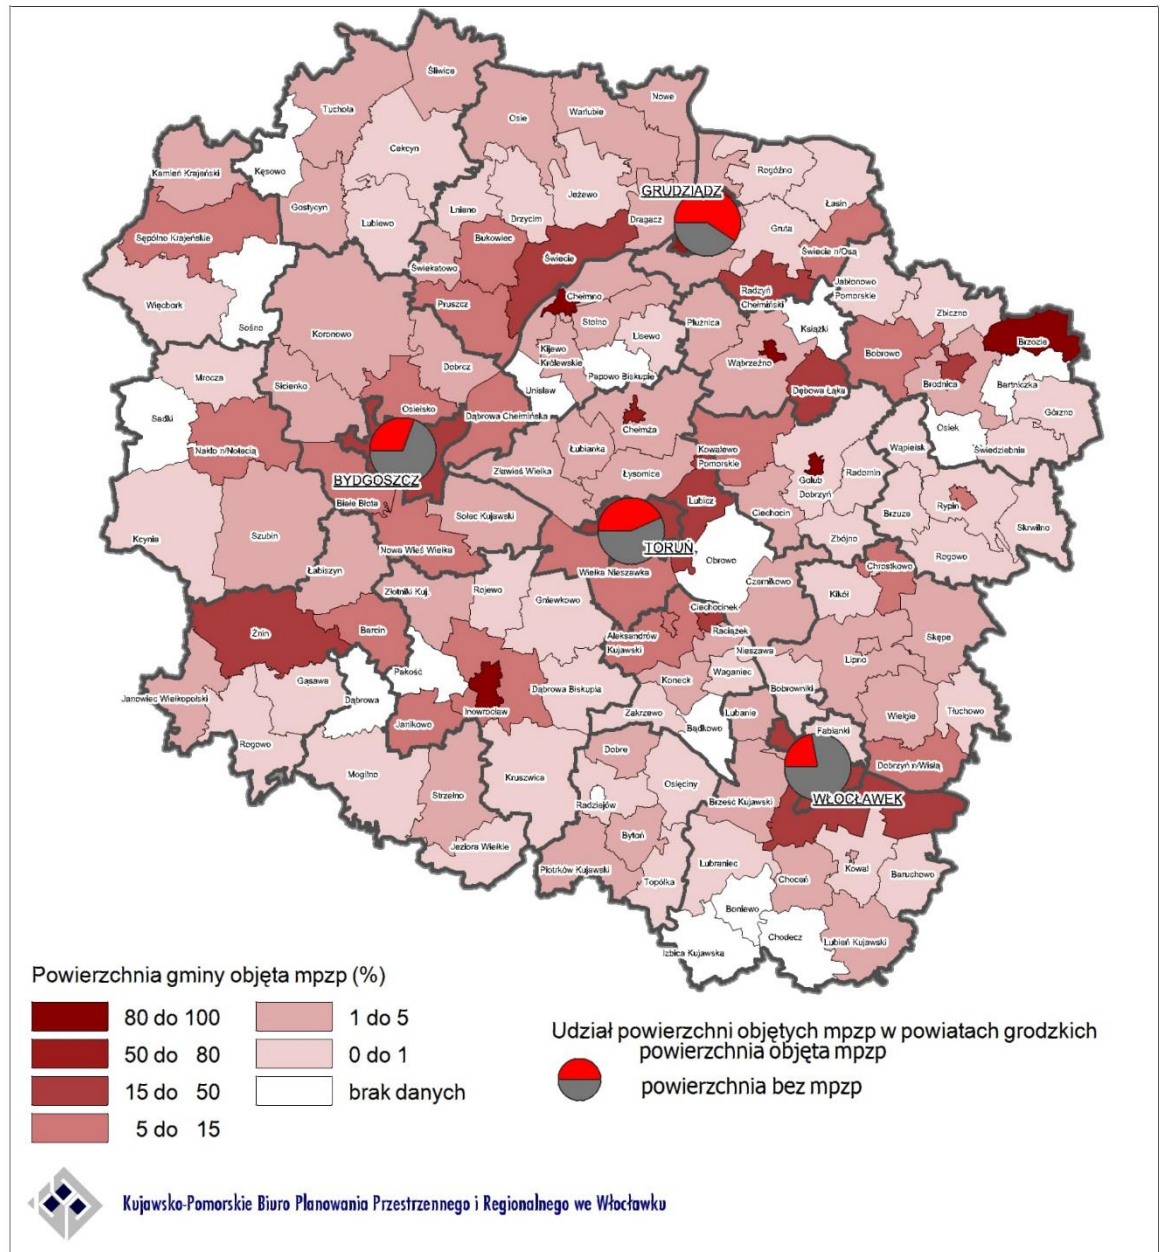 Śliwice
Tuchola
Nowe
Osie
Warlubie
Cekcyn
Kamień Krajeński
Kęsowo
Rogóźno
Jeżewo
GRUDZIĄDZ
Łasin
Gostycyn
Lubiewo
Lniano
Drzycim
Dragacz
Gruta
Sępólno Krajeńskie
Bukowiec
Świecie
Świecie n/Osą
Świekatowo
Radzyń
Chełmiński
Jabłonowo
Pomorskie
Więcbork
Sośno
Pruszcz
Chełmno
Stolno
Płużnica
Książki
Zbiczno
Koronowo
Lisewo
Brzozie
Kijewo
Królewskie
Wąbrzeźno
Bobrowo
Mrocza
Sicienko
Dobrcz
Papowo Biskupie
Brodnica
Bartniczka
Unisław
Dębowa Łąka
Górzno
Sadki
Osielsko
Dąbrowa Chełmińska
Chełmża
Osiek
Nakło n/Notecią
Łubianka
Kowalewo
Pomorskie
Wąpielsk
Świedziebnia
BYDGOSZCZ
Zławieś Wielka
Łysomice
Golub
Dobrzyń
Radomin
Białe Błota
Lubicz
Rypin
Solec Kujawski
Ciechocin
Brzuze
Skrwilno
Kcynia
Szubin
Nowa Wieś Wielka
TORUŃ
Zbójno
Obrowo
Rogowo
Łabiszyn
Wielka Nieszawka
Chrostkowo
Złotniki Kuj.
Rojewo
Gniewkowo
Czernikowo
Kikół
Ciechocinek
Żnin
Barcin
Aleksandrów
Kujawski
Raciążek
Skępe
Nieszawa
Lipno
Pakość
Waganiec
Gąsawa
Dąbrowa
Dąbrowa Biskupia
Koneck
Bobrowniki
Janowiec Wielkopolski
Tłuchowo
Inowrocław
Zakrzewo
Lubanie
Wielgie
Janikowo
Bądkowo
Fabianki
Rogowo
Dobre
Dobrzyń n/Wisłą
Mogilno
Kruszwica
Osięciny
Strzelno
Radziejów
Brześć Kujawski
WŁOCŁAWEK
Bytoń
Jeziora Wielkie
Lubraniec
Piotrków Kujawski
Choceń
Kowal
Baruchowo
Topólka
Boniewo
Chodecz
Lubień Kujawski
Izbica Kujawska
Powierzchnia gminy objęta mpzp (%)
80 do 100
50 do 80
15 do 50
5 do 15
1 do 5
0 do 1
brak danych
Udział powierzchni objętych mpzp w powiatach grodzkich
powierzchnia objęta mpzp
powierzchnia bez mpzp
Kujawsko-Pomorskie Biuro Planowania Przestrzennego i Regionalnego we Włocławku